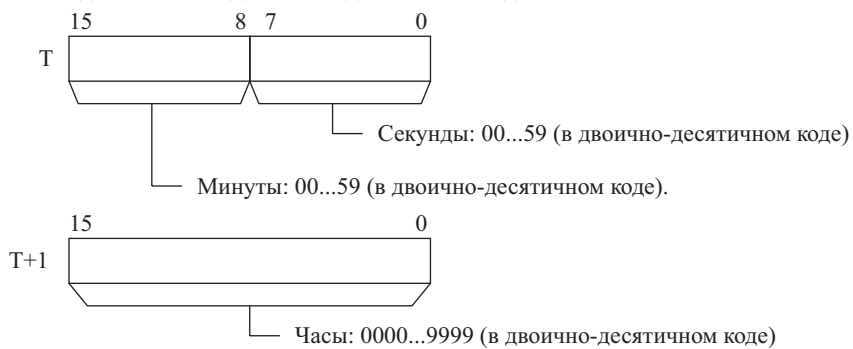 15 8 7 0
T
Секунды: 00...59 (в двоично-десятичном коде)
Минуты: 00...59 (в двоично-десятичном коде).
15 0
T+1
Часы: 0000...9999 (в двоично-десятичном коде)